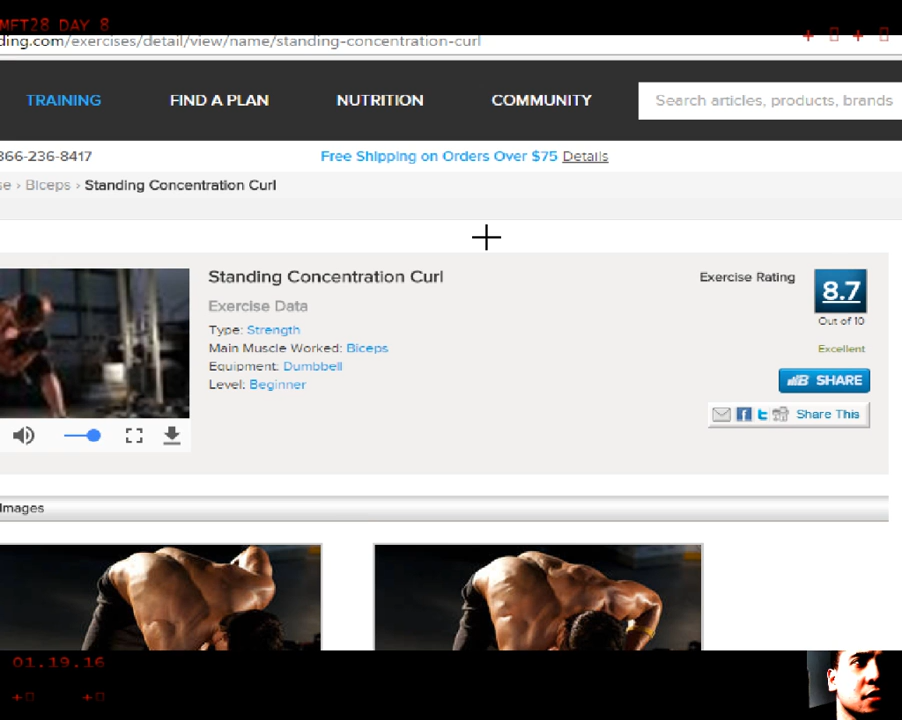 MFT28 DAY 8
ding.com/exercises/detail/view/name/standing-concentration-curl
TRAINING FIND A PLAN NUTRITION COMMUNITY Search articles, products, brands
866-236-8417 Free Shipping on Orders Over $75 Details
se › Biceps › Standing Concentration Curl
Standing Concentration Curl
Exercise Data
Type: Strength
Main Muscle Worked: Biceps
Equipment: Dumbbell
Level: Beginner
Exercise Rating 8.7
Out of 10
Excellent
SHARE
Share This
Images
01.19.16